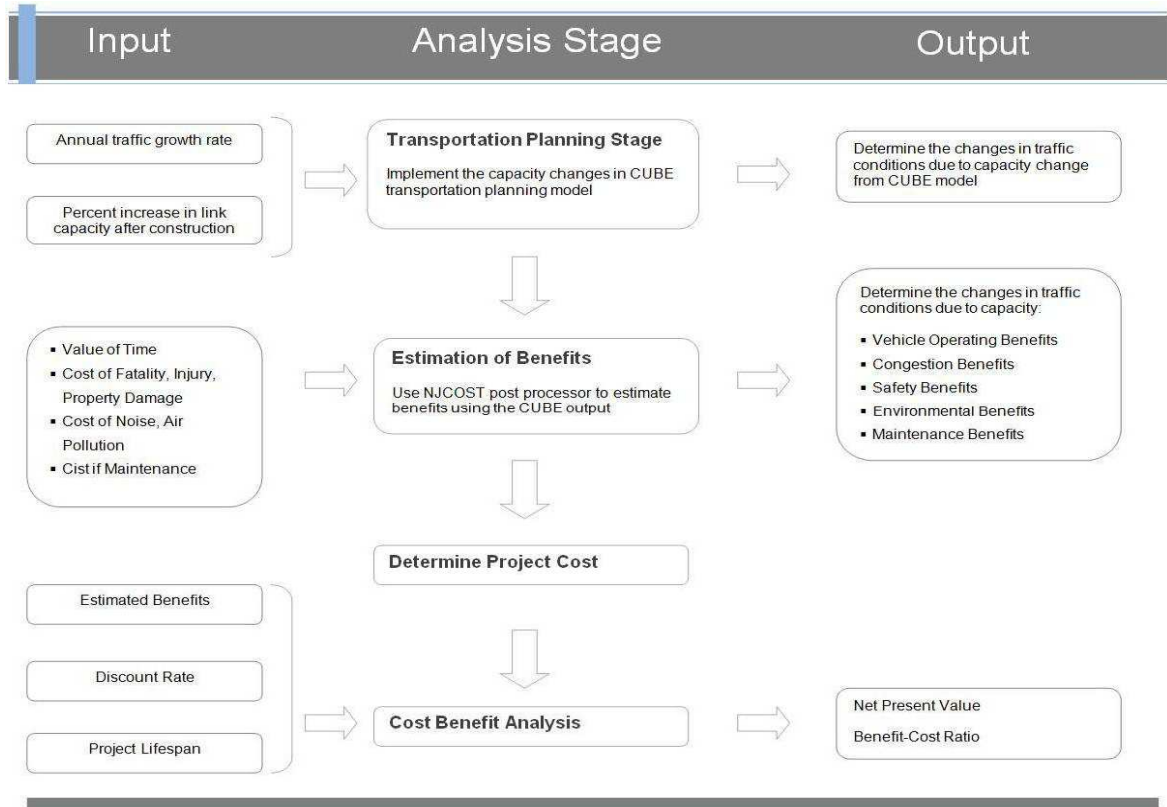 Input
Analysis Stage
Output
Annual traffic growth rate
Percent increase in link
capacity after construction
Transportation Planning Stage
Implement the capacity changes in CUBE
transportation planning model
Determine the changes in traffic
conditions due to capacity change
from CUBE model
▪ Value of Time
▪ Cost of Fatality, Injury,
Property Damage
▪ Cost of Noise, Air
Pollution
▪ Cist if Maintenance
Estimation of Benefits
Use NJCOST post processor to estimate
benefits using the CUBE output
Determine the changes in traffic
conditions due to capacity:
▪ Vehicle Operating Benefits
▪ Congestion Benefits
▪ Safety Benefits
▪ Environmental Benefits
▪ Maintenance Benefits
Determine Project Cost
Estimated Benefits
Discount Rate
Project Lifespan
Cost Benefit Analysis
Net Present Value
Benefit-Cost Ratio